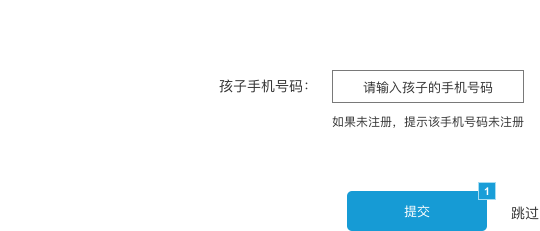 孩子手机号码：
请输入孩子的手机号码
如果未注册，提示该手机号码未注册
1
提交
跳过